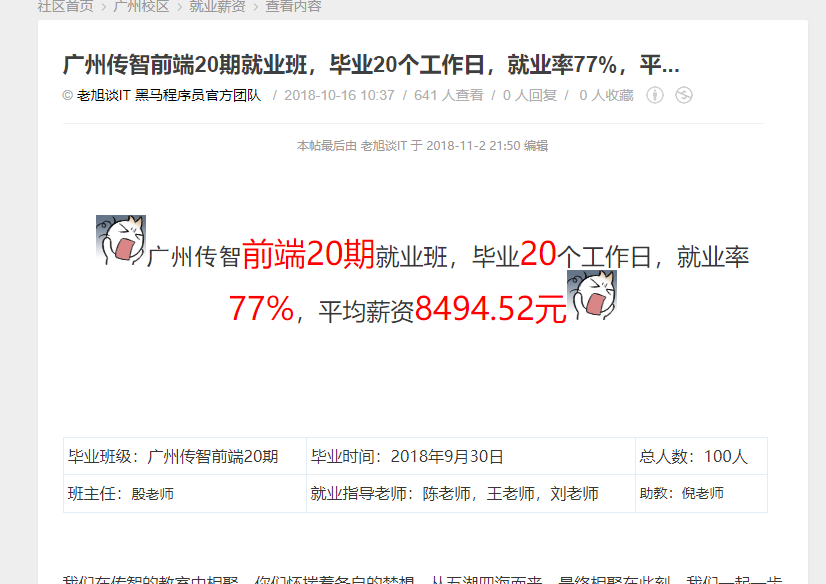 社区首页 › 广州校区 › 就业薪资 › 查看内容
广州传智前端20期就业班，毕业20个工作日，就业率77%，平...
© 老旭谈IT 黑马程序员官方团队 / 2018-10-16 10:37 / 641 人查看 / 0 人回复 / 0 人收藏
本帖最后由 老旭谈IT 于 2018-11-2 21:50 编辑
广州传智前端20期就业班，毕业20个工作日，就业率
77%，平均薪资8494.52元
毕业班级：广州传智前端20期 毕业时间：2018年9月30日 总人数：100人
班主任：殷老师 就业指导老师：陈老师，王老师，刘老师 助教：倪老师
我们在传智的教室中相聚，你们怀揣着各自的梦想，从五湖四海而来，最终相聚在此刻，我们一起一步